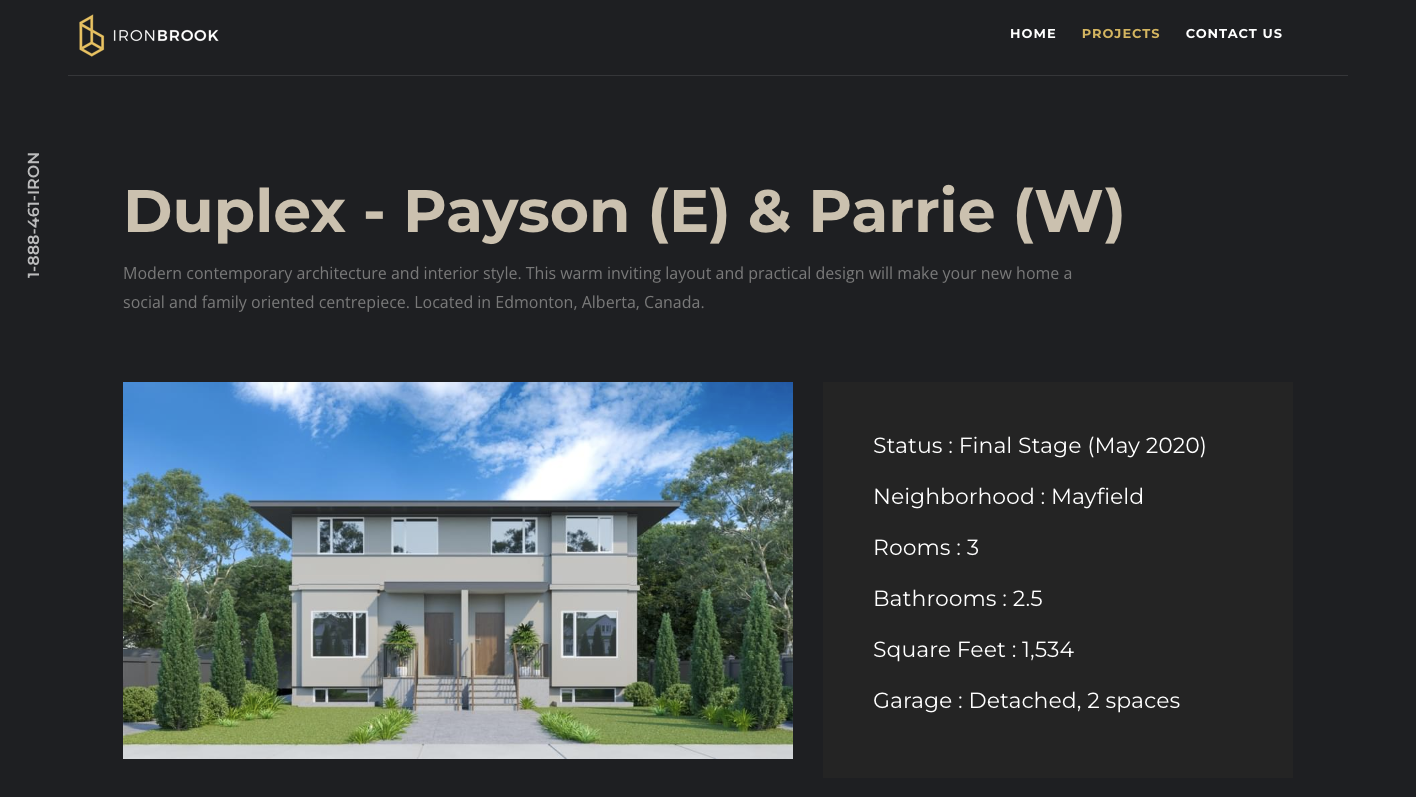 IRONBROOK
HOME PROJECTS CONTACT US
1-888-461-IRON
Duplex - Payson (E) & Parrie (W)
Modern contemporary architecture and interior style. This warm inviting layout and practical design will make your new home a
social and family oriented centrepiece. Located in Edmonton, Alberta, Canada.
Status : Final Stage (May 2020)
Neighborhood : Mayfield
Rooms : 3
Bathrooms : 2.5
Square Feet : 1,534
Garage : Detached, 2 spaces